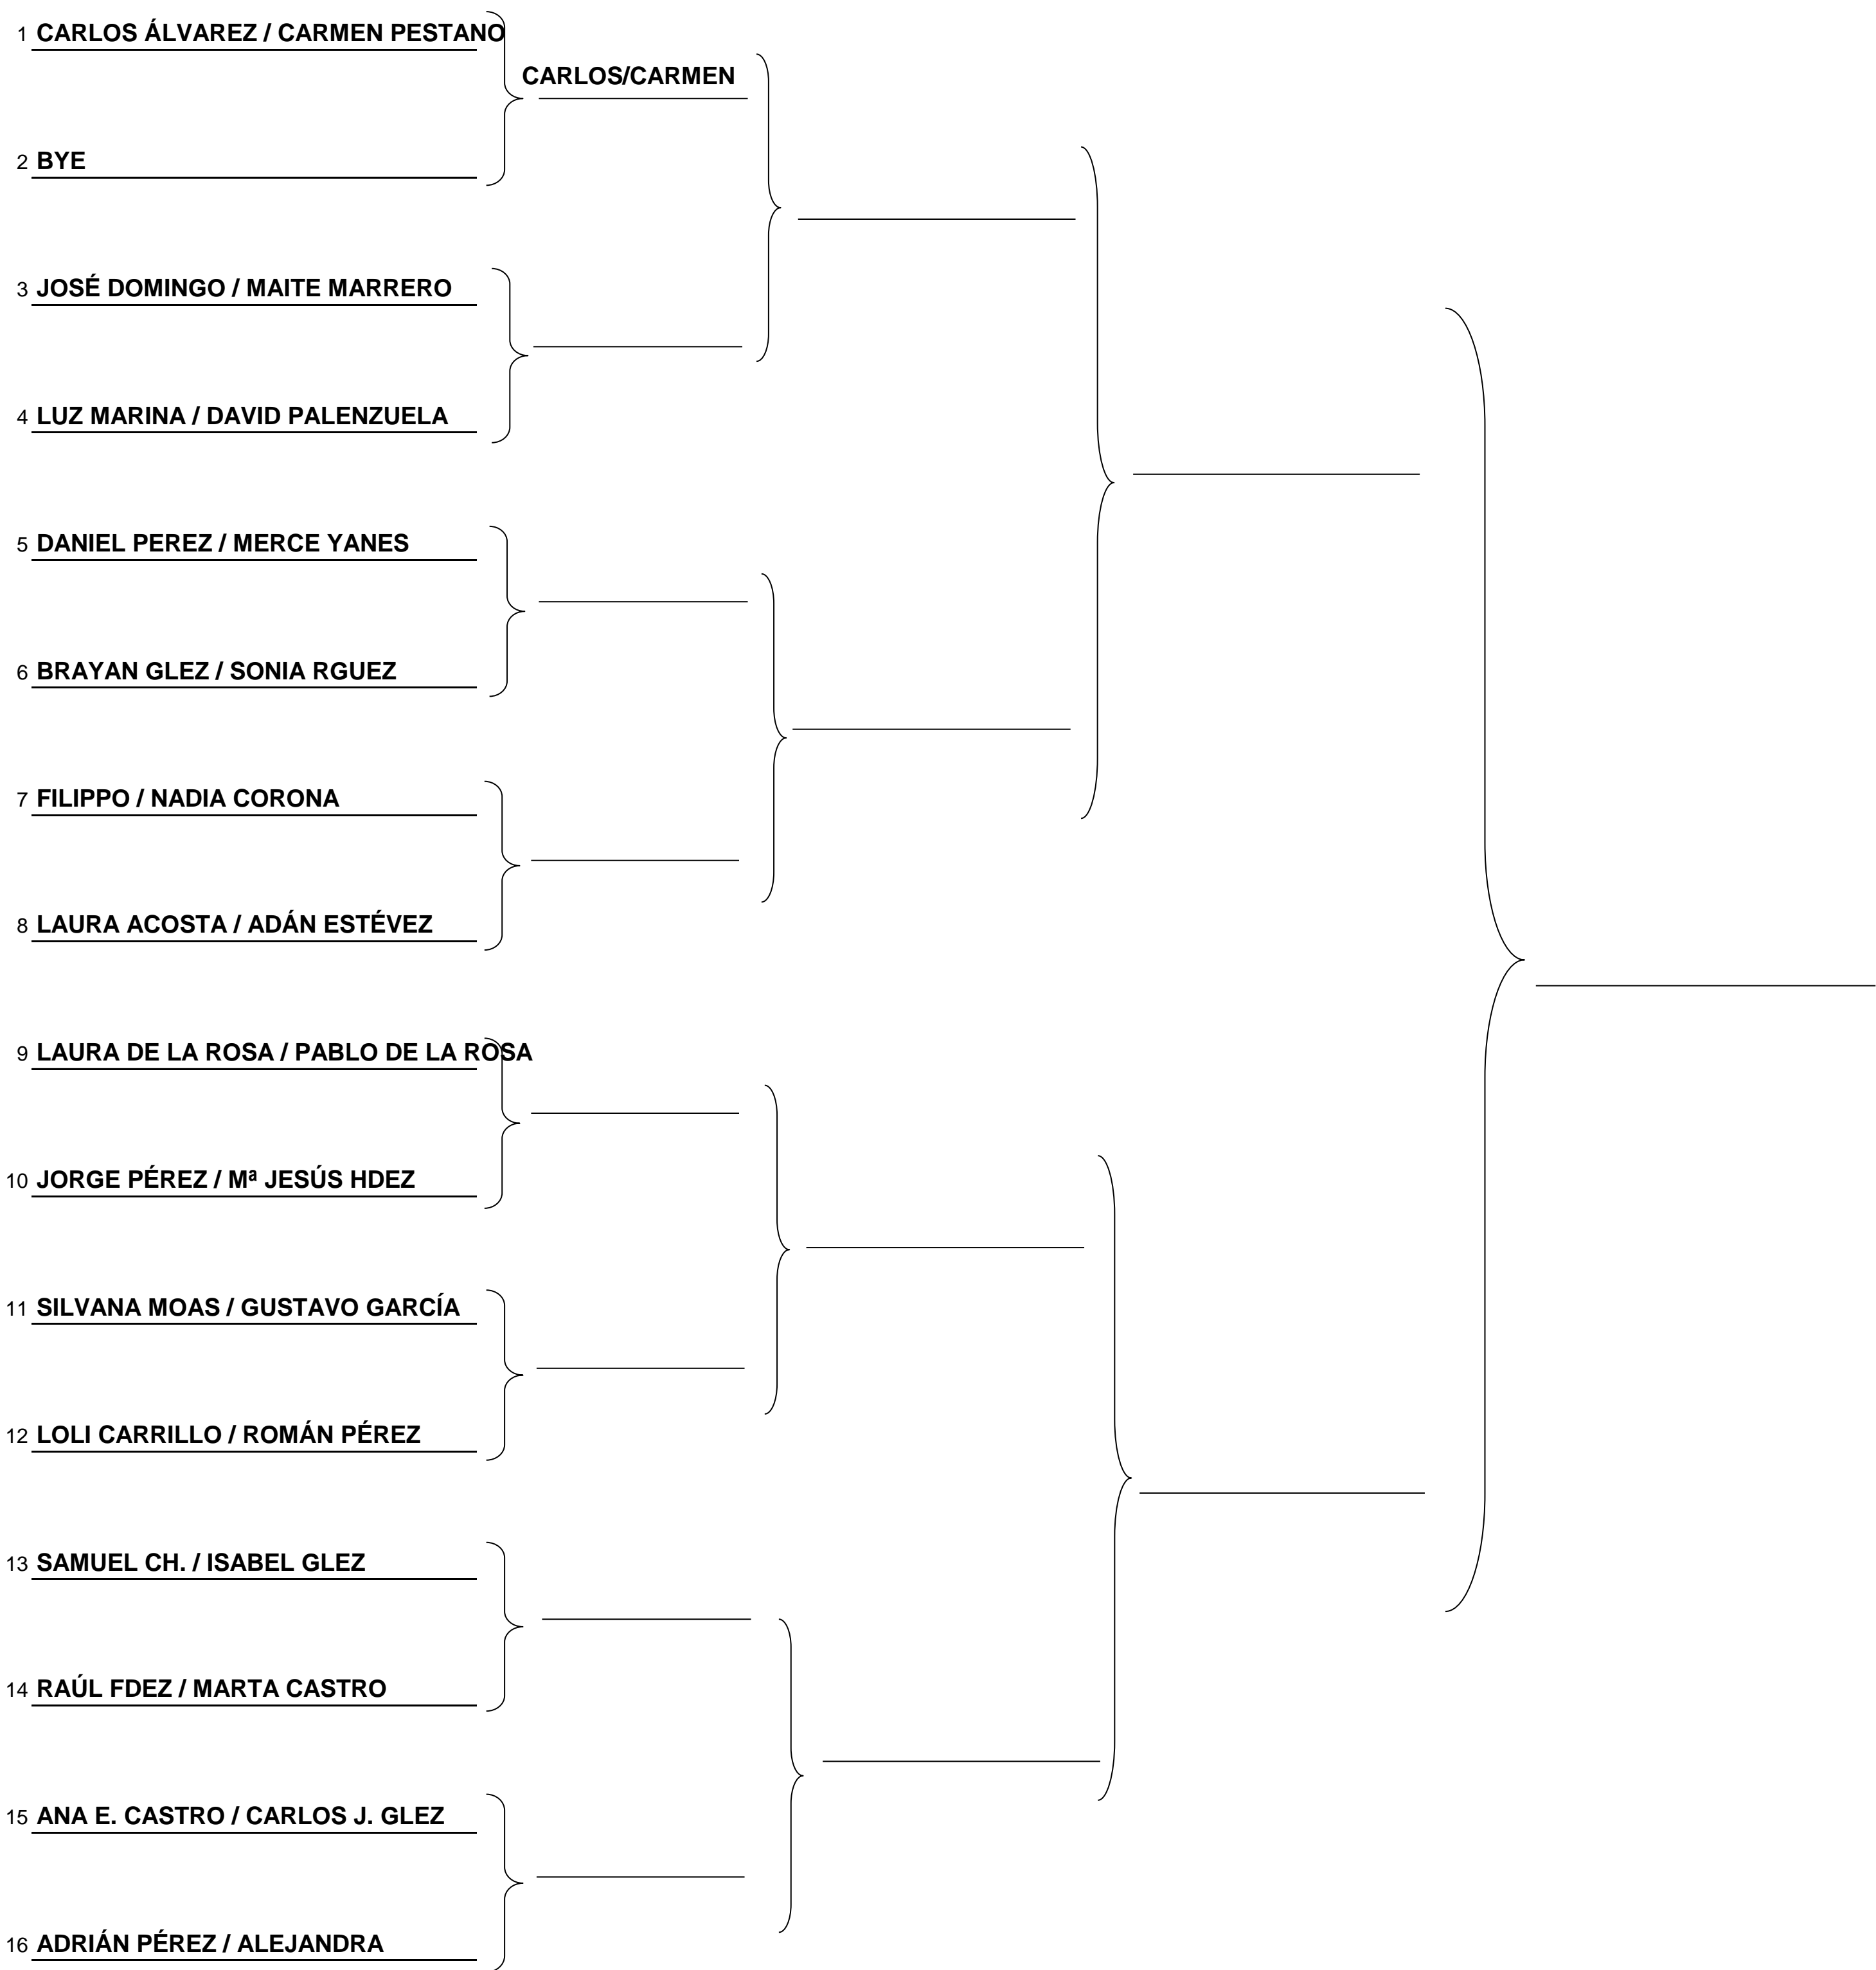 1 CARLOS ÁLVAREZ / CARMEN PESTANO
CARLOS/CARMEN
2 BYE
3 JOSÉ DOMINGO / MAITE MARRERO
4 LUZ MARINA / DAVID PALENZUELA
5 DANIEL PEREZ / MERCE YANES
6 BRAYAN GLEZ / SONIA RGUEZ
7 FILIPPO / NADIA CORONA
8 LAURA ACOSTA / ADÁN ESTÉVEZ
9 LAURA DE LA ROSA / PABLO DE LA ROSA
10 JORGE PÉREZ / Mª JESÚS HDEZ
11 SILVANA MOAS / GUSTAVO GARCÍA
12 LOLI CARRILLO / ROMÁN PÉREZ
13 SAMUEL CH. / ISABEL GLEZ
14 RAÚL FDEZ / MARTA CASTRO
15 ANA E. CASTRO / CARLOS J. GLEZ
16 ADRIÁN PÉREZ / ALEJANDRA